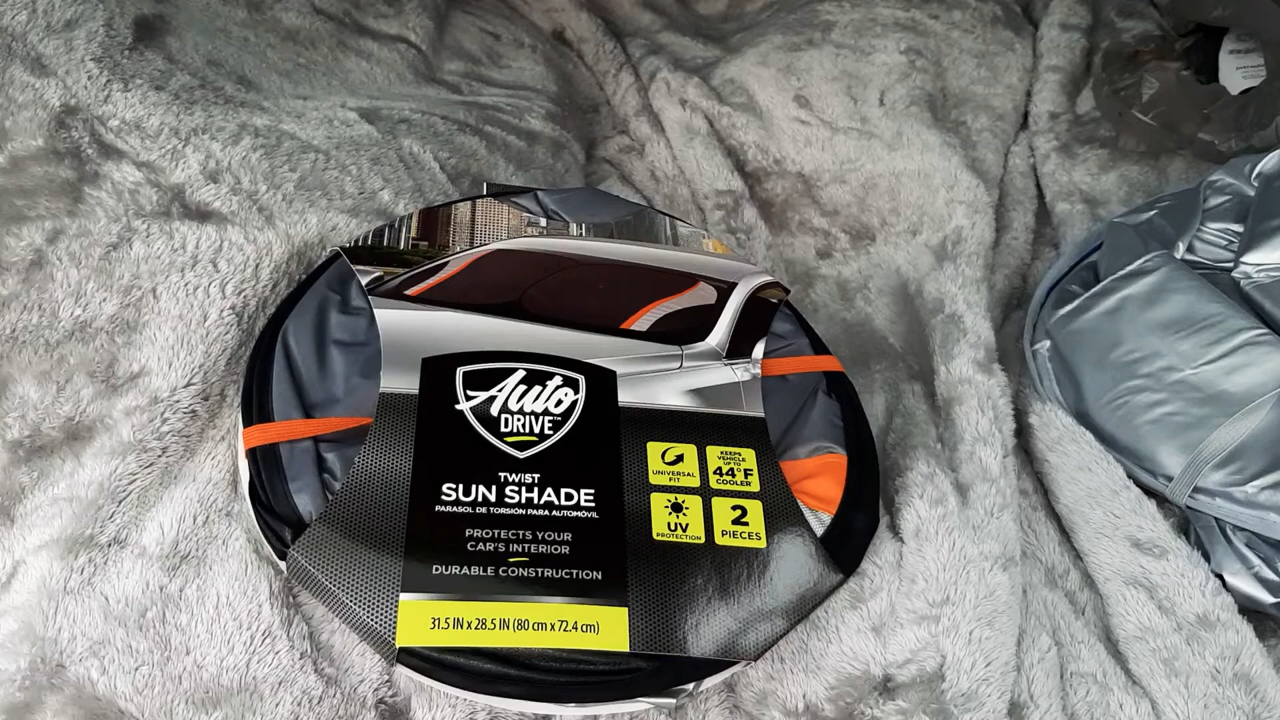 Auto
DRIVE™
TWIST
SUN SHADE
PARASOL DE TORSIÓN PARA AUTOMÓVIL
PROTECTS YOUR
CAR'S INTERIOR
DURABLE CONSTRUCTION
31.5 IN x 28.5 IN (80 cm x 72.4 cm)
UNIVERSAL
FIT
KEEPS
VEHICLE
UP TO
44°F
COOLER
UV
PROTECTION
2
PIECES